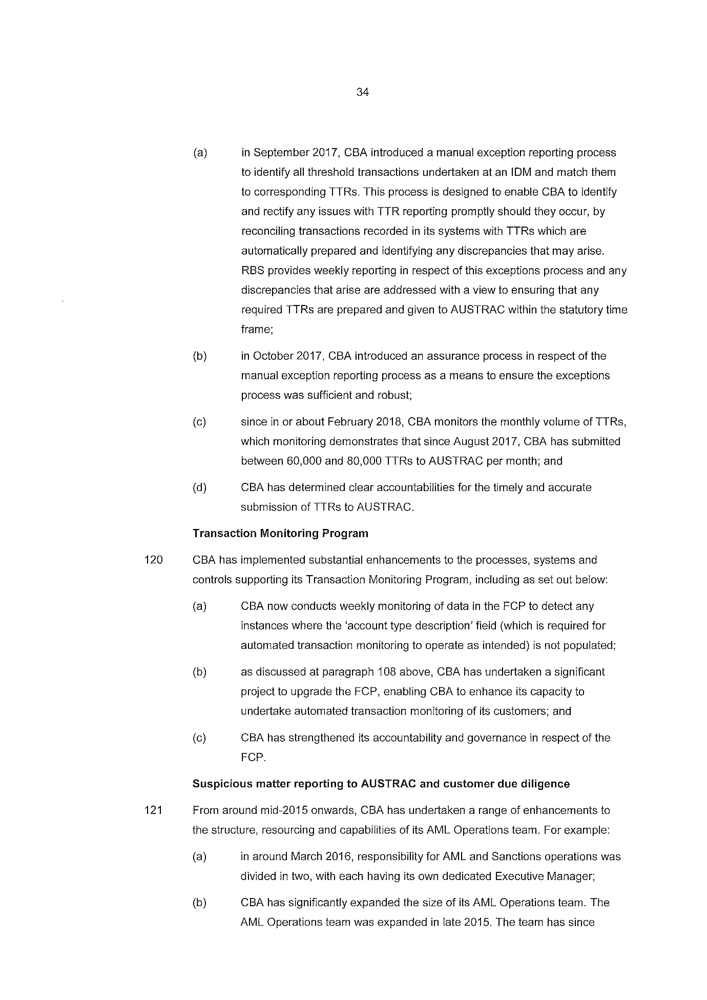 34
(a) in September 2017, CBA introduced a manual exception reporting process
to identify all threshold transactions undertaken at an IDM and match them
to corresponding TTRs. This process is designed to enable CBA to identify
and rectify any issues with TTR reporting promptly should they occur, by
reconciling transactions recorded in its systems with TTRs which are
automatically prepared and identifying any discrepancies that may arise.
RBS provides weekly reporting in respect of this exceptions process and any
discrepancies that arise are addressed with a view to ensuring that any
required TTRs are prepared and given to AUSTRAC within the statutory time
frame;
(b) in October 2017, CBA introduced an assurance process in respect of the
manual exception reporting process as a means to ensure the exceptions
process was sufficient and robust;
(c) since in or about February 2018, CBA monitors the monthly volume of TTRs,
which monitoring demonstrates that since August 2017, CBA has submitted
between 60,000 and 80,000 TTRs to AUSTRAC per month; and
(d) CBA has determined clear accountabilities for the timely and accurate
submission of TTRs to AUSTRAC.
Transaction Monitoring Program
120 CBA has implemented substantial enhancements to the processes, systems and
controls supporting its Transaction Monitoring Program, including as set out below:
(a) CBA now conducts weekly monitoring of data in the FCP to detect any
instances where the ‘account type description’ field (which is required for
automated transaction monitoring to operate as intended) is not populated;
(b) as discussed at paragraph 108 above, CBA has undertaken a significant
project to upgrade the FCP, enabling CBA to enhance its capacity to
undertake automated transaction monitoring of its customers; and
(c) CBA has strengthened its accountability and governance in respect of the
FCP.
Suspicious matter reporting to AUSTRAC and customer due diligence
121 From around mid-2015 onwards, CBA has undertaken a range of enhancements to
the structure, resourcing and capabilities of its AML Operations team. For example:
(a) in around March 2016, responsibility for AML and Sanctions operations was
divided in two, with each having its own dedicated Executive Manager;
(b) CBA has significantly expanded the size of its AML Operations team. The
AML Operations team was expanded in late 2015. The team has since